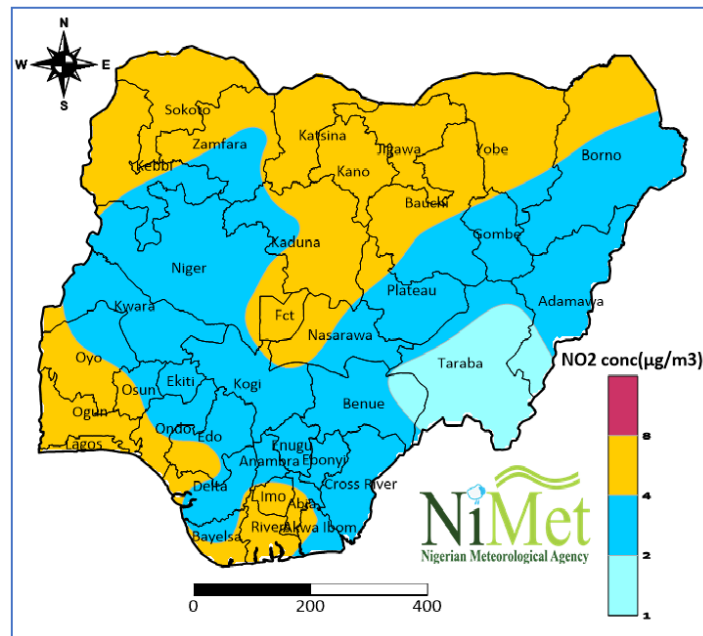 N
W E
S
Sokoto
Zamfara
Kebbi
Katsina
Kano
Jigawa
Yobe
Borno
Bauchi
Gombe
Kaduna
Niger
Plateau
Adamawa
Fct
Nasarawa
Kwara
Taraba
Oyo
Osun
Ekiti
Kogi
Benue
Ogun
Lagos
Ondo
Edo
Enugu
Anambra
Ebonyi
Cross River
Delta
Imo
Abia
Bayelsa
Rivers
Akwa Ibom
NO2 conc(µg/m3)
8
4
2
1
NiMet
Nigerian Meteorological Agency
0 200 400